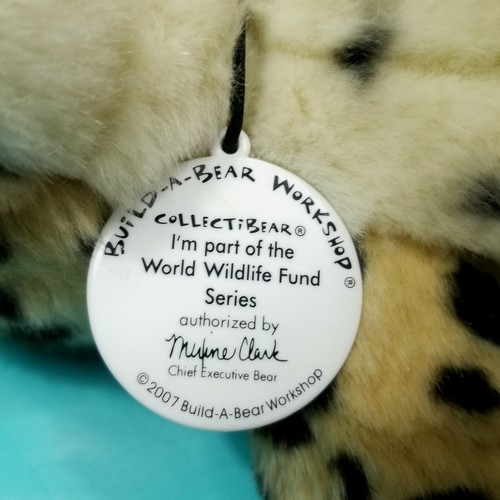 BUILD-A-BEAR WORKSHOP®
COLLECTiBEAR®
I'm part of the
World Wildlife Fund
Series
authorized by
Maxine Clark
Chief Executive Bear
©2007 Build-A-Bear Workshop